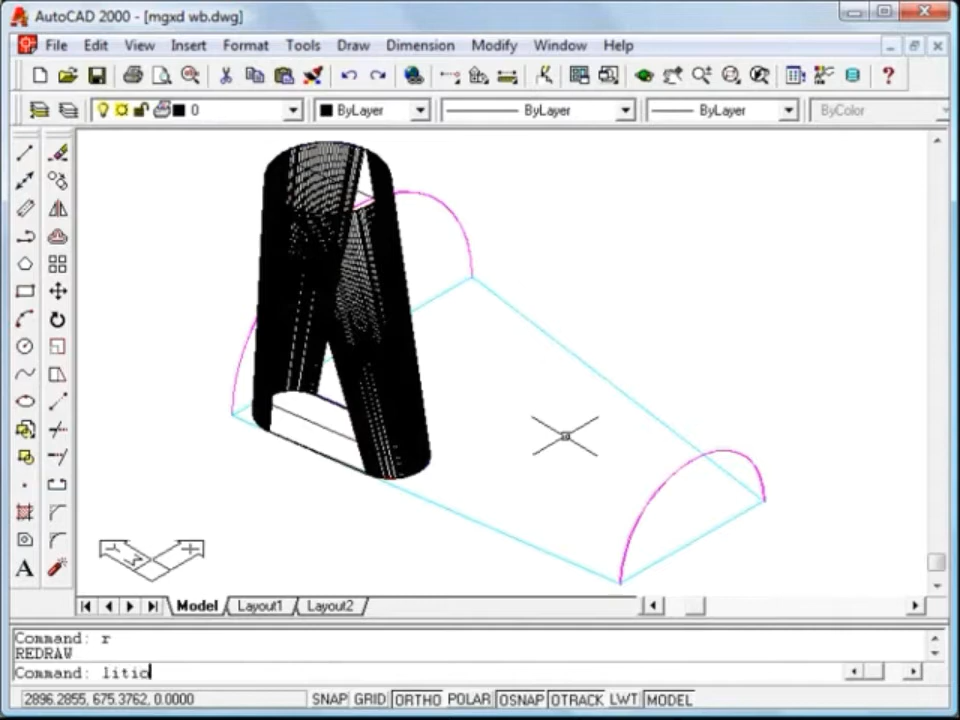 AutoCAD 2000 - [mgxd wb.dwg]
File Edit View Insert Format Tools Draw Dimension Modify Window Help
0 ByLayer ByLayer ByLayer ByColor
A
Model Layout1 Layout2
Command: r
REDRAW
Command: litic
2896.2855, 675.3762, 0.0000 SNAP GRID ORTHO POLAR OSNAP OTRACK LWT MODEL